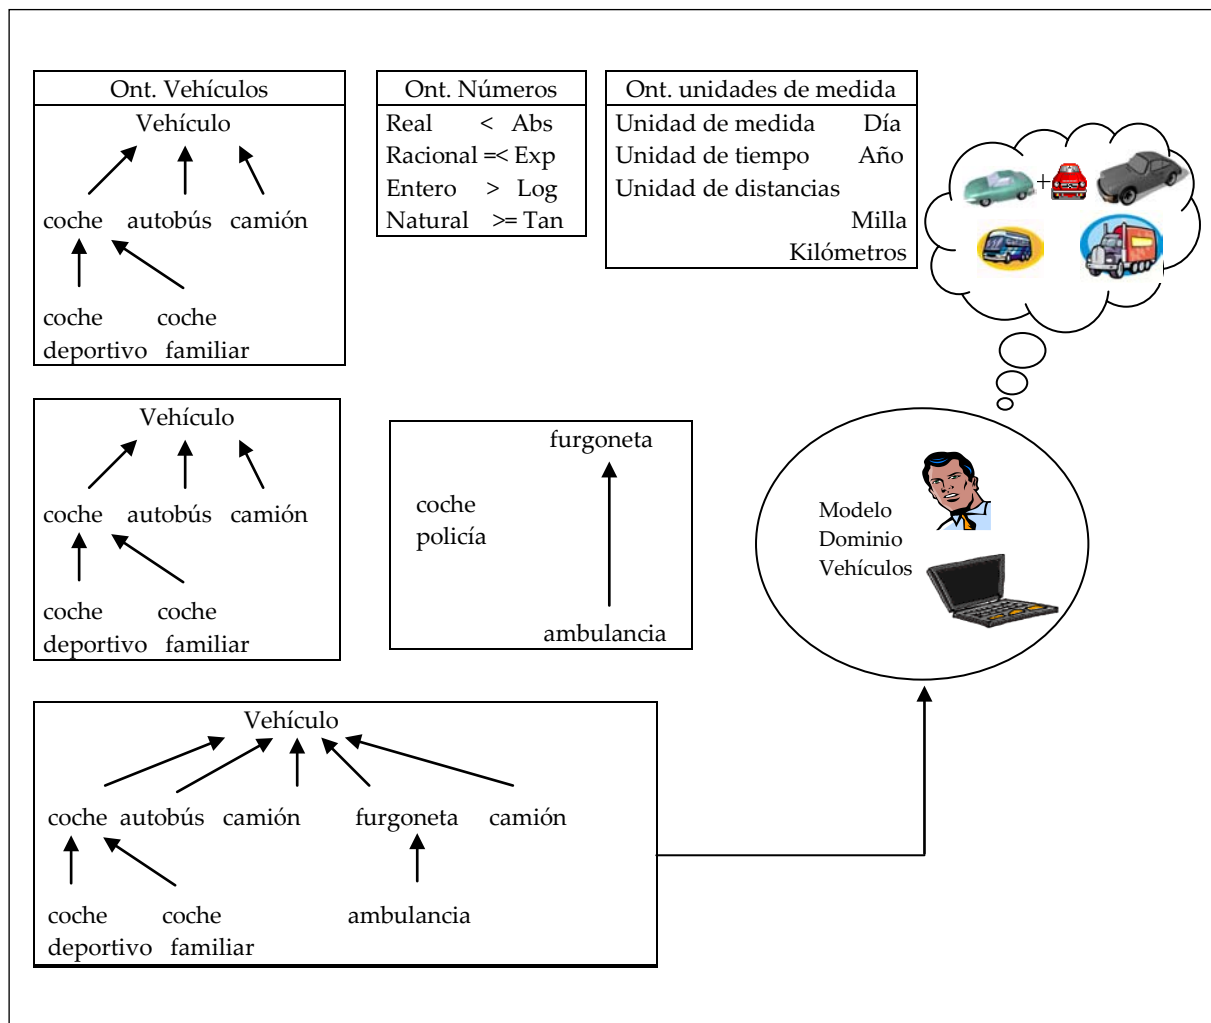 Ont. Vehículos
Vehículo
coche autobús camión
coche coche
deportivo familiar
Ont. Números
Real < Abs
Racional =< Exp
Entero > Log
Natural >= Tan
Ont. unidades de medida
Unidad de medida Día
Unidad de tiempo Año
Unidad de distancias
Milla
Kilómetros
+
Vehículo
coche autobús camión
coche coche
deportivo familiar
furgoneta
coche
policía
ambulancia
Modelo
Dominio
Vehículos
Vehículo
coche autobús camión furgoneta camión
coche coche ambulancia
deportivo familiar